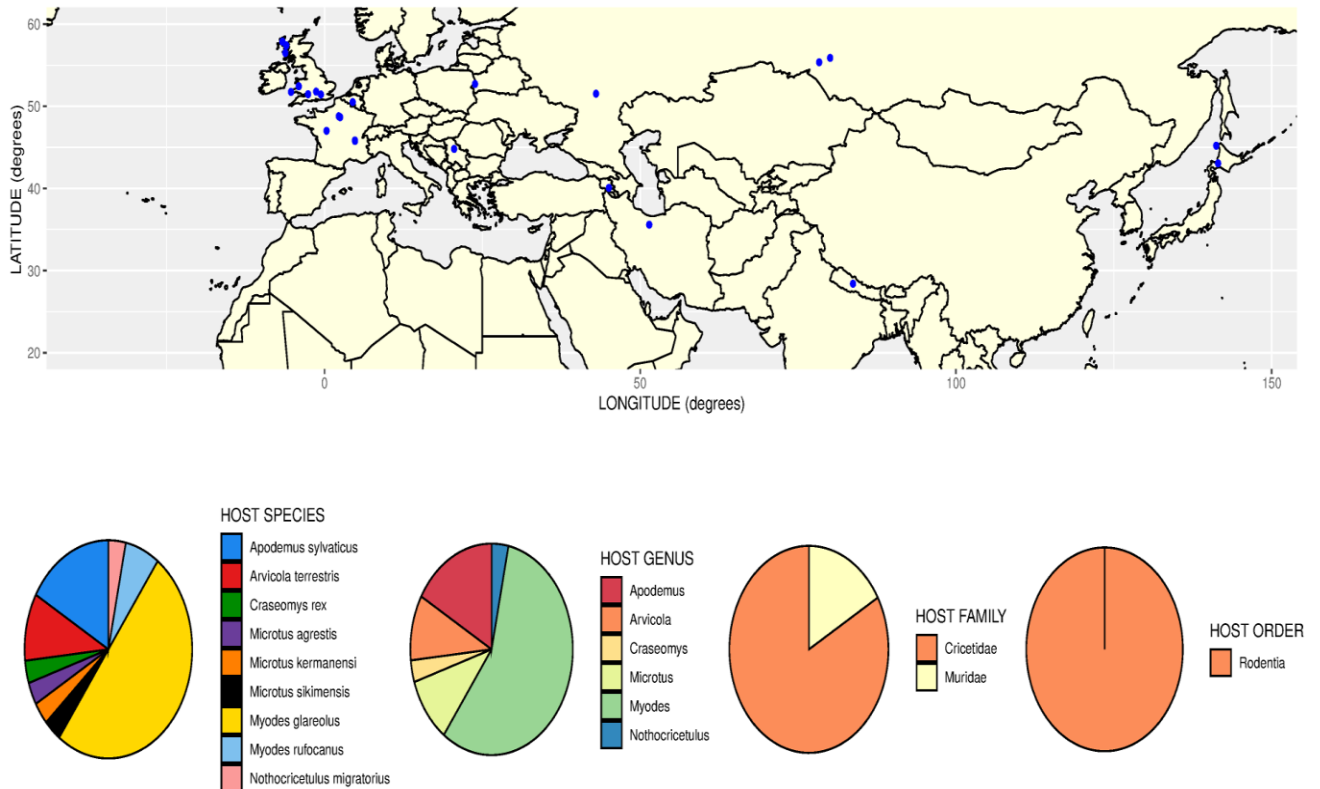 60
50
40
30
20
LATITUDE (degrees)
0
50
100
150
LONGITUDE (degrees)
HOST SPECIES
Apodemus sylvaticus
Arvicola terrestris
Craseomys rex
Microtus agrestis
Microtus kermanensi
Microtus sikimensis
Myodes glareolus
Myodes rufocanus
Nothocricetulus migratorius
HOST GENUS
Apodemus
Arvicola
Craseomys
Microtus
Myodes
Nothocricetulus
HOST FAMILY
Cricetidae
Muridae
HOST ORDER
Rodentia